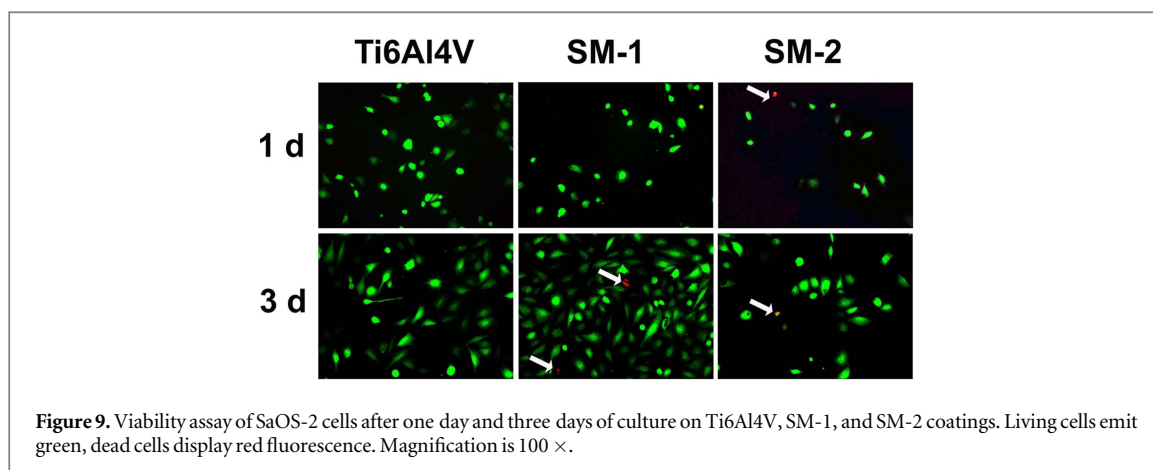 Ti6Al4V SM-1 SM-2
1 d
3 d
Figure 9. Viability assay of SaOS-2 cells after one day and three days of culture on Ti6Al4V, SM-1, and SM-2 coatings. Living cells emit
green, dead cells display red fluorescence. Magnification is 100 ×.